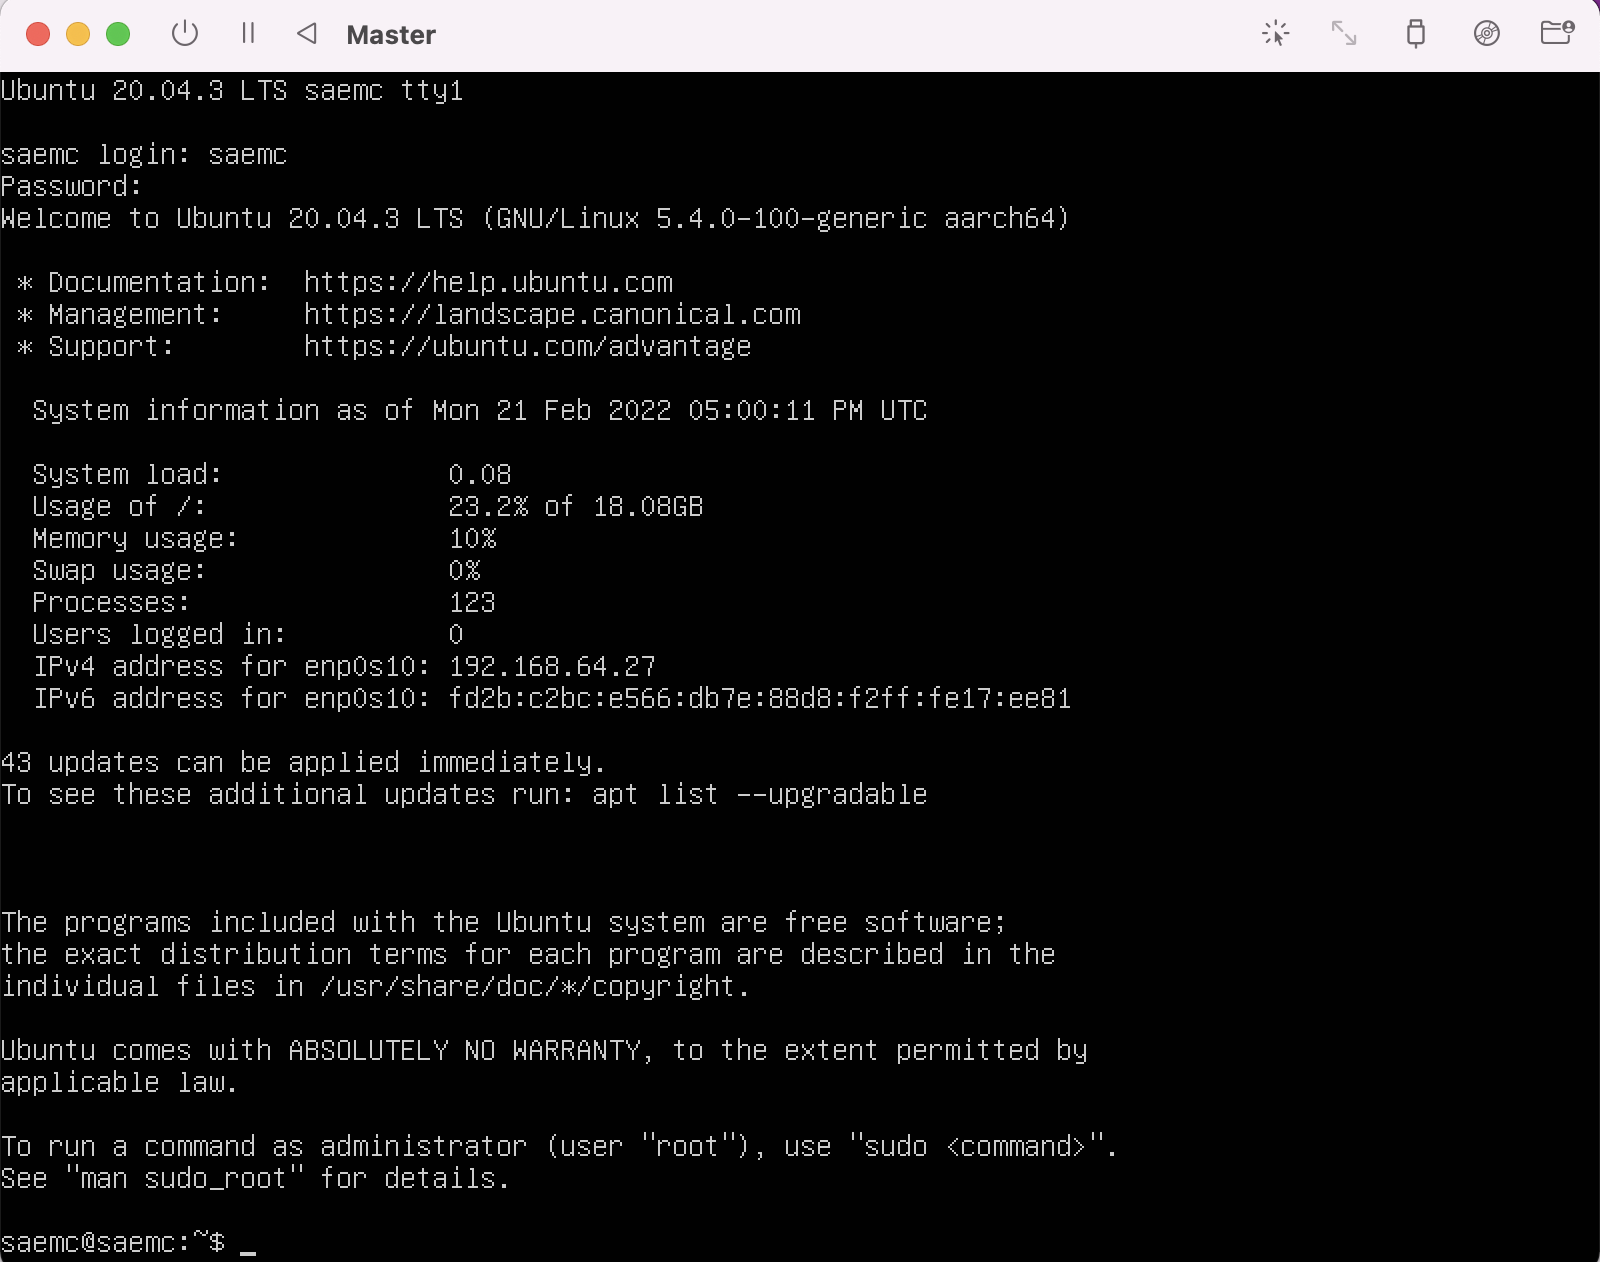 Master
Ubuntu 20.04.3 LTS saemc tty1
saemc login: saemc
Password:
Welcome to Ubuntu 20.04.3 LTS (GNU/Linux 5.4.0-100-generic aarch64)
* Documentation:  https://help.ubuntu.com
* Management:     https://landscape.canonical.com
* Support:        https://ubuntu.com/advantage
System information as of Mon 21 Feb 2022 05:00:11 PM UTC
System load:              0.08
Usage of /:               23.2% of 18.08GB
Memory usage:             10%
Swap usage:               0%
Processes:                123
Users logged in:          0
IPv4 address for enp0s10: 192.168.64.27
IPv6 address for enp0s10: fd2b:c2bc:e566:db7e:88d8:f2ff:fe17:ee81
43 updates can be applied immediately.
To see these additional updates run: apt list --upgradable
The programs included with the Ubuntu system are free software;
the exact distribution terms for each program are described in the
individual files in /usr/share/doc/*/copyright.
Ubuntu comes with ABSOLUTELY NO WARRANTY, to the extent permitted by
applicable law.
To run a command as administrator (user "root"), use "sudo <command>".
See "man sudo_root" for details.
saemc@saemc:~$ _